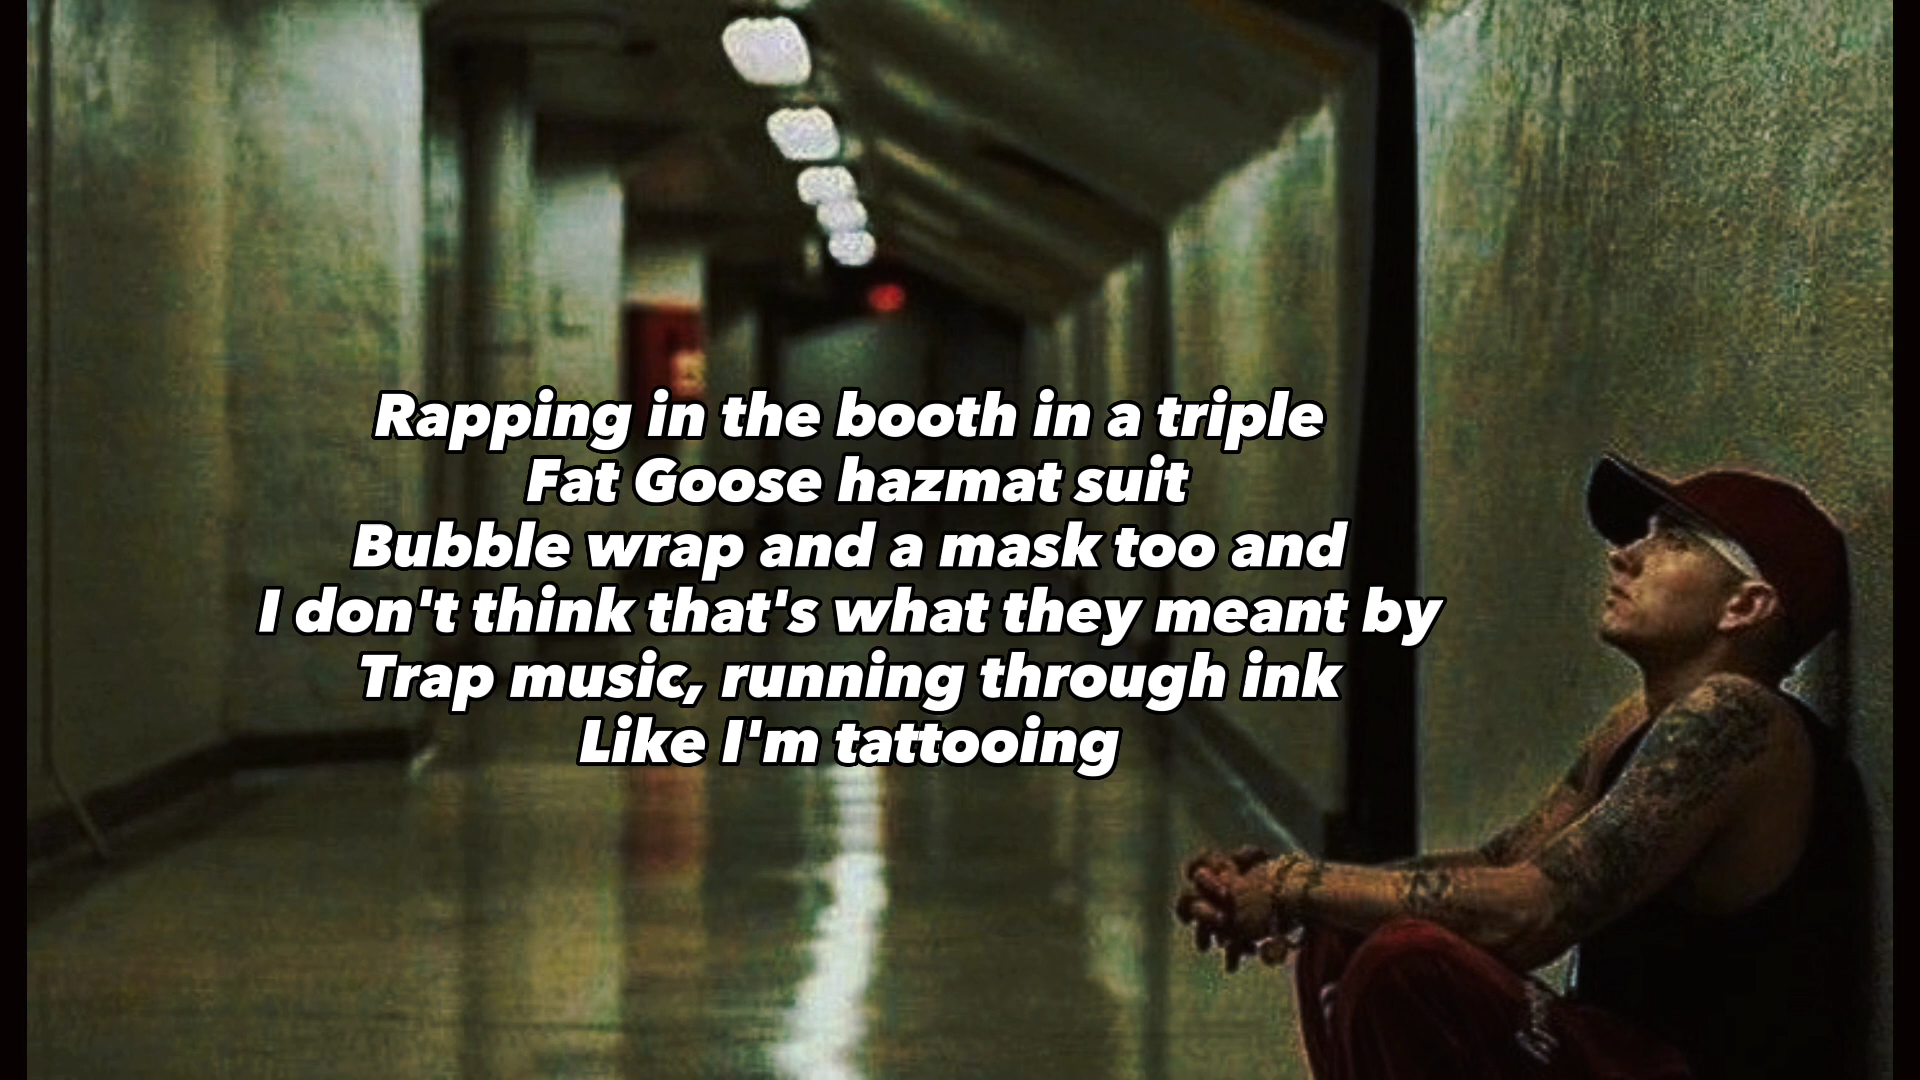 Rapping in the booth in a triple
Fat Goose hazmat suit
Bubble wrap and a mask too and
I don't think that's what they meant by
Trap music, running through ink
Like I'm tattooing